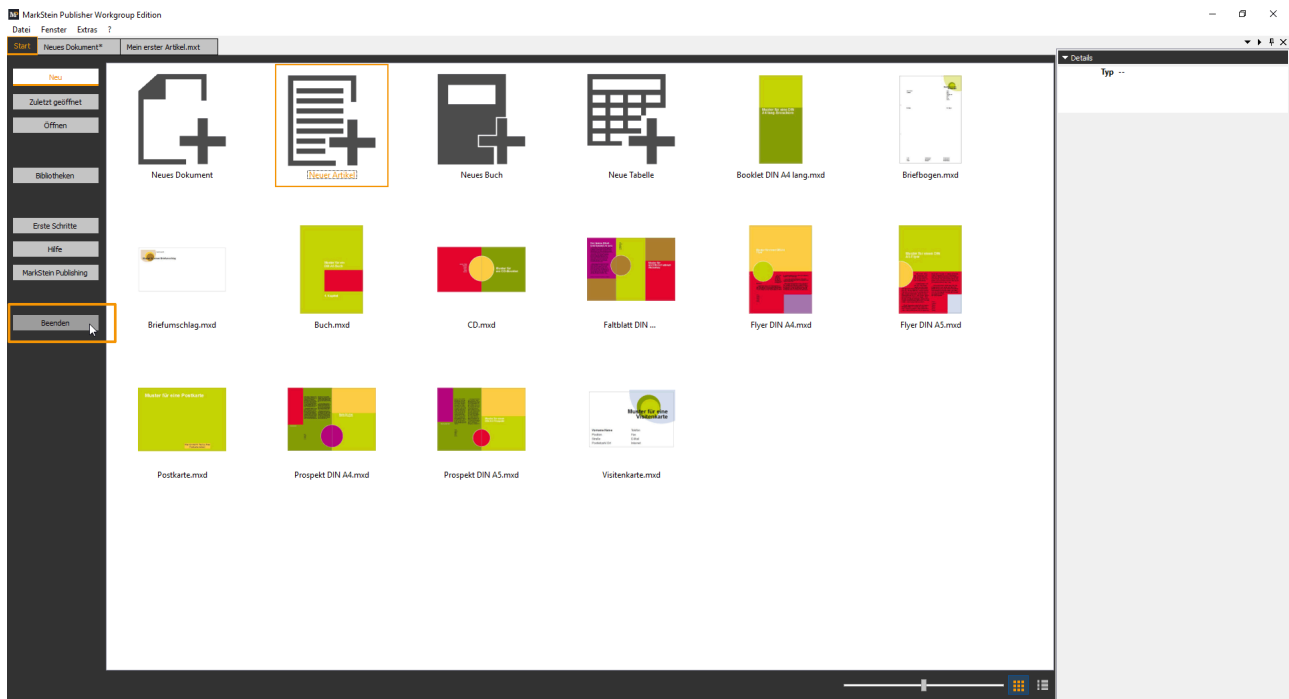 MarkStein Publisher Workgroup Edition
Datei Fenster Extras ?
Start Neues Dokument* Mein erster Artikel.mxt
Details
Typ --
Neu
Zuletzt geöffnet
Öffnen
Bibliotheken
Erste Schritte
Hilfe
MarkStein Publishing
Beenden
Neues Dokument
Neuer Artikel
Neues Buch
Neue Tabelle
Booklet DIN A4 lang.mxd
Briefbogen.mxd
Briefumschlag.mxd
Buch.mxd
CD.mxd
Faltblatt DIN ...
Flyer DIN A4.mxd
Flyer DIN A5.mxd
Muster für eine Postkarte
Muster für eine
Visitenkarte
Postkarte.mxd
Prospekt DIN A4.mxd
Prospekt DIN A5.mxd
Visitenkarte.mxd